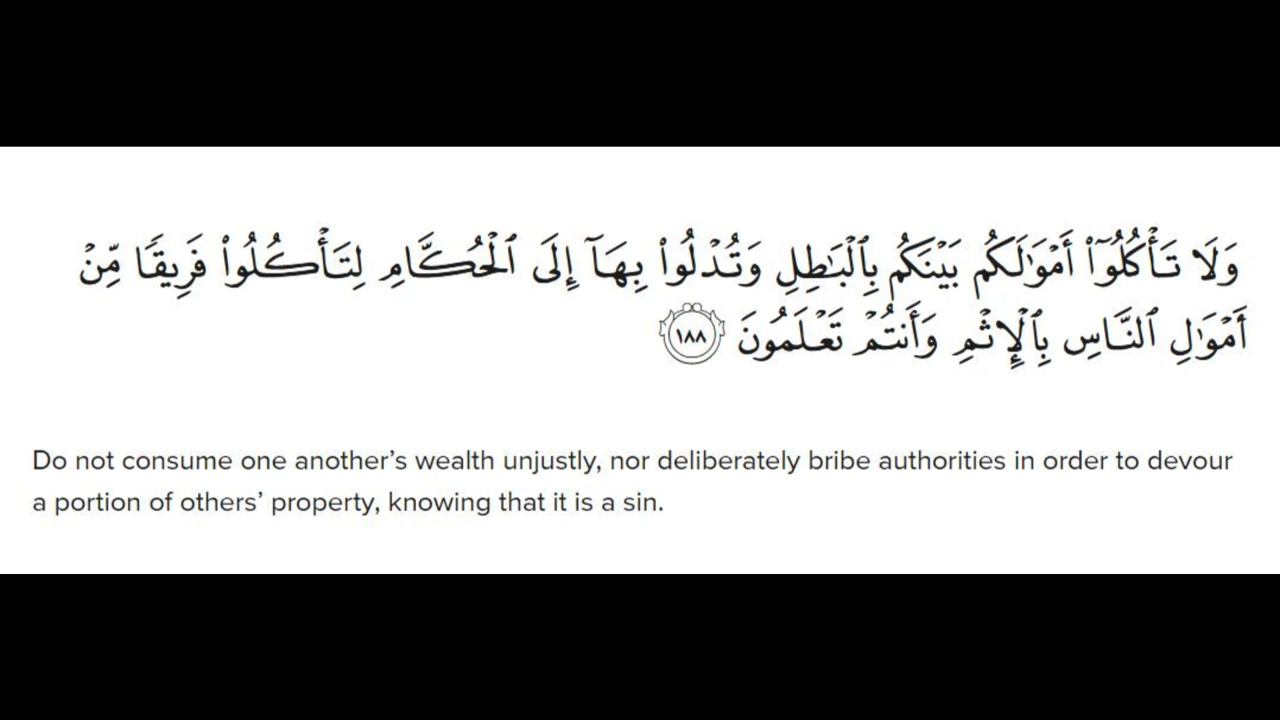 وَلَا تَأْكُلُوٓا۟ أَمْوَٰلَكُم بَيْنَكُم بِٱلْبَـٰطِلِ وَتُدْلُوا۟ بِهَآ إِلَى ٱلْحُكَّامِ لِتَأْكُلُوا۟ فَرِيقًا مِّنْ
أَمْوَٰلِ ٱلنَّاسِ بِٱلْإِثْمِ وَأَنتُمْ تَعْلَمُونَ ١٨٨
Do not consume one another’s wealth unjustly, nor deliberately bribe authorities in order to devour
a portion of others’ property, knowing that it is a sin.